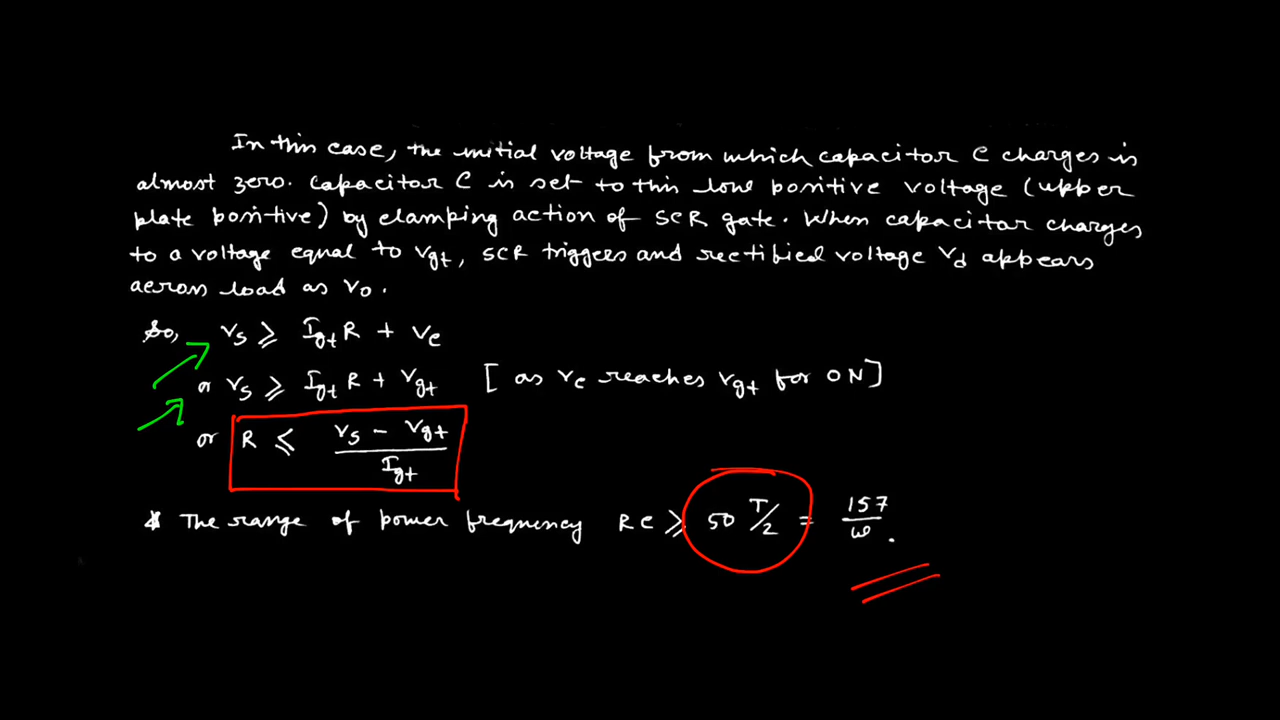 In this case, the initial voltage from which capacitor C charges is
almost zero. Capacitor C is set to this low positive voltage (upper
plate positive) by clamping action of SCR gate. When capacitor charges
to a voltage equal to Vgt, SCR triggers and rectified voltage Vd appears
across load as Vo.
So, Vs ≥ Igt R + Vc
or Vs ≥ Igt R + Vgt [as Vc reaches Vgt for ON]
or R ≤ (Vs - Vgt) / Igt
* The range of power frequency RC ≥ 50 T/2 = 157/ω.